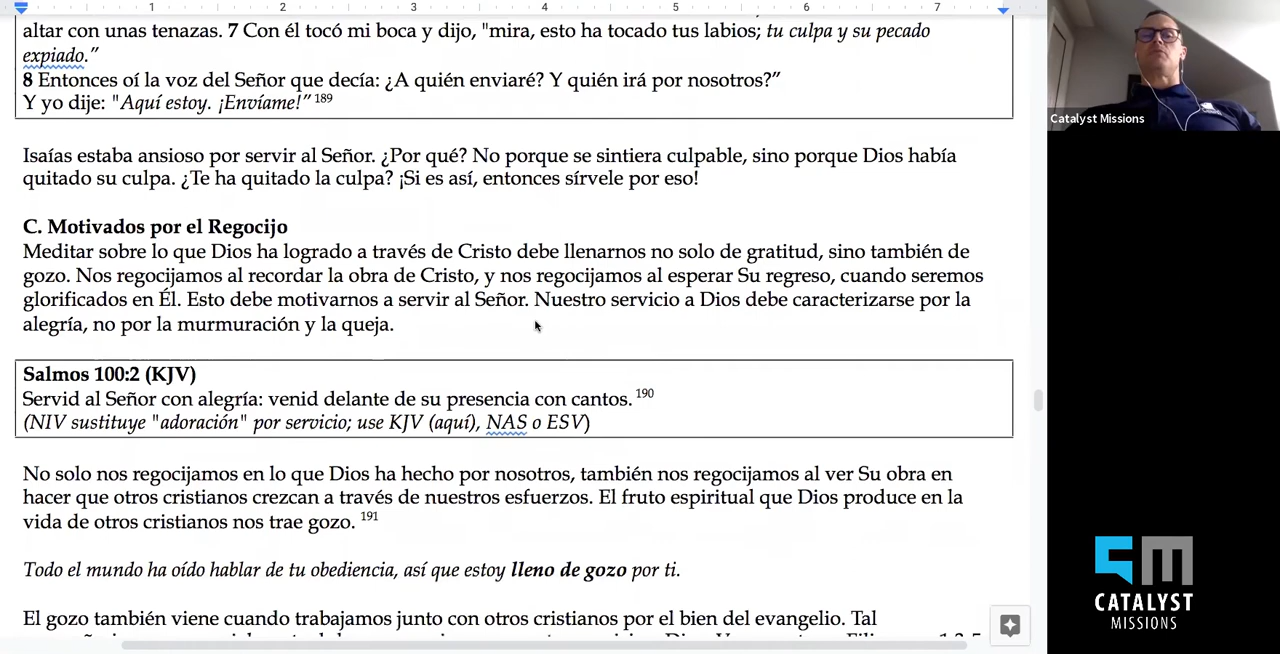 1 2 3 4 5 6 7
altar con unas tenazas. 7 Con él tocó mi boca y dijo, "mira, esto ha tocado tus labios; tu culpa y su pecado
expiado.”
8 Entonces oí la voz del Señor que decía: ¿A quién enviaré? Y quién irá por nosotros?”
Y yo dije: "Aquí estoy. ¡Envíame!” 189
Isaías estaba ansioso por servir al Señor. ¿Por qué? No porque se sintiera culpable, sino porque Dios había
quitado su culpa. ¿Te ha quitado la culpa? ¡Si es así, entonces sírvele por eso!
C. Motivados por el Regocijo
Meditar sobre lo que Dios ha logrado a través de Cristo debe llenarnos no solo de gratitud, sino también de
gozo. Nos regocijamos al recordar la obra de Cristo, y nos regocijamos al esperar Su regreso, cuando seremos
glorificados en Él. Esto debe motivarnos a servir al Señor. Nuestro servicio a Dios debe caracterizarse por la
alegría, no por la murmuración y la queja.
Salmos 100:2 (KJV)
Servid al Señor con alegría: venid delante de su presencia con cantos. 190
(NIV sustituye "adoración" por servicio; use KJV (aquí), NAS o ESV)
No solo nos regocijamos en lo que Dios ha hecho por nosotros, también nos regocijamos al ver Su obra en
hacer que otros cristianos crezcan a través de nuestros esfuerzos. El fruto espiritual que Dios produce en la
vida de otros cristianos nos trae gozo. 191
Todo el mundo ha oído hablar de tu obediencia, así que estoy lleno de gozo por ti.
El gozo también viene cuando trabajamos junto con otros cristianos por el bien del evangelio. Tal
Catalyst Missions
CATALYST
MISSIONS